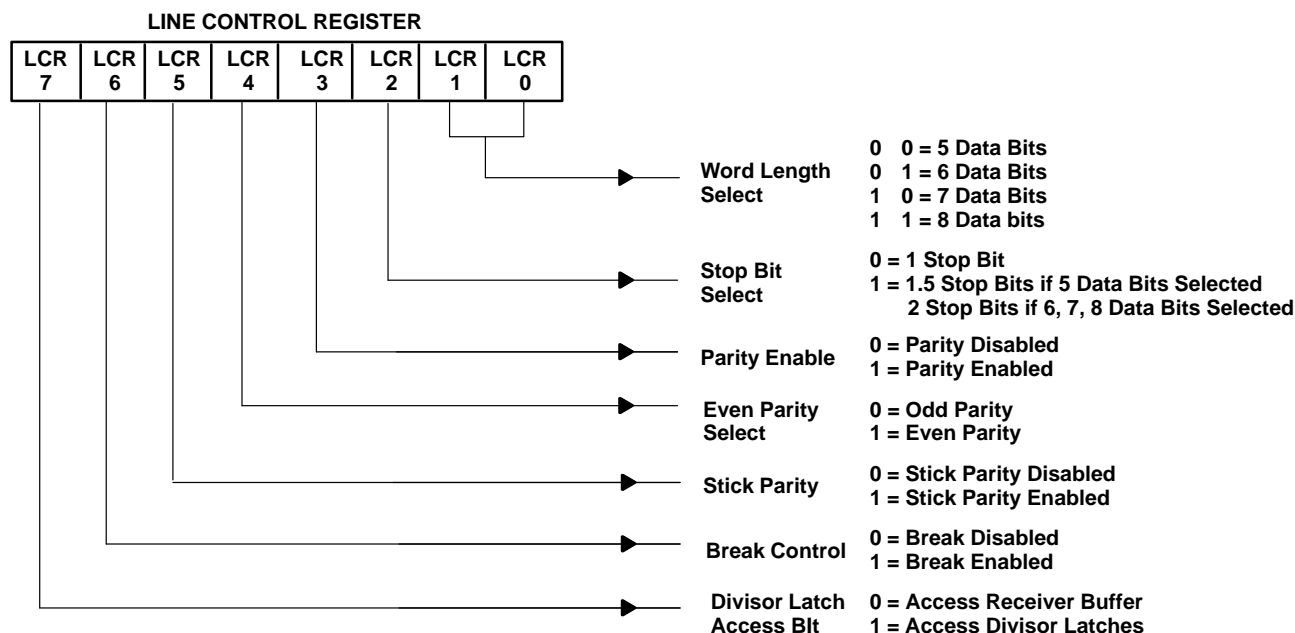 LINE CONTROL REGISTER
LCR 7
LCR 6
LCR 5
LCR 4
LCR 3
LCR 2
LCR 1
LCR 0
Word Length
Select
0 0 = 5 Data Bits
0 1 = 6 Data Bits
1 0 = 7 Data Bits
1 1 = 8 Data bits
Stop Bit
Select
0 = 1 Stop Bit
1 = 1.5 Stop Bits if 5 Data Bits Selected
2 Stop Bits if 6, 7, 8 Data Bits Selected
Parity Enable
0 = Parity Disabled
1 = Parity Enabled
Even Parity
Select
0 = Odd Parity
1 = Even Parity
Stick Parity
0 = Stick Parity Disabled
1 = Stick Parity Enabled
Break Control
0 = Break Disabled
1 = Break Enabled
Divisor Latch
Access BIt
0 = Access Receiver Buffer
1 = Access Divisor Latches